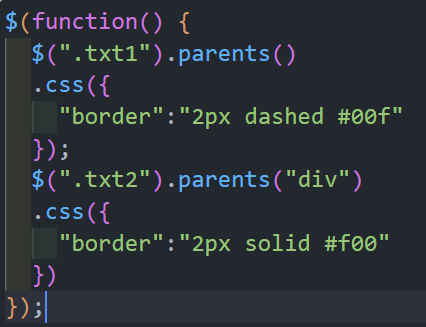 $(function() {
  $(".txt1").parents()
  .css({
    "border":"2px dashed #00f"
  });
  $(".txt2").parents("div")
  .css({
    "border":"2px solid #f00"
  })
});